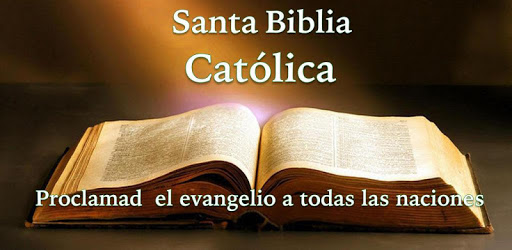 Santa Biblia
Católica
Proclamad el evangelio a todas las naciones